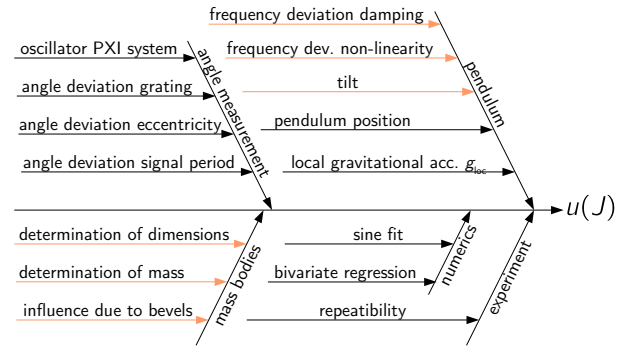 frequency deviation damping
oscillator PXI system
frequency dev. non-linearity
angle deviation grating
tilt
angle deviation eccentricity
pendulum position
angle deviation signal period
local gravitational acc. g_loc
angle measurement
pendulum
u(J)
determination of dimensions
sine fit
determination of mass
bivariate regression
influence due to bevels
repeatibility
mass bodies
numerics
experiment